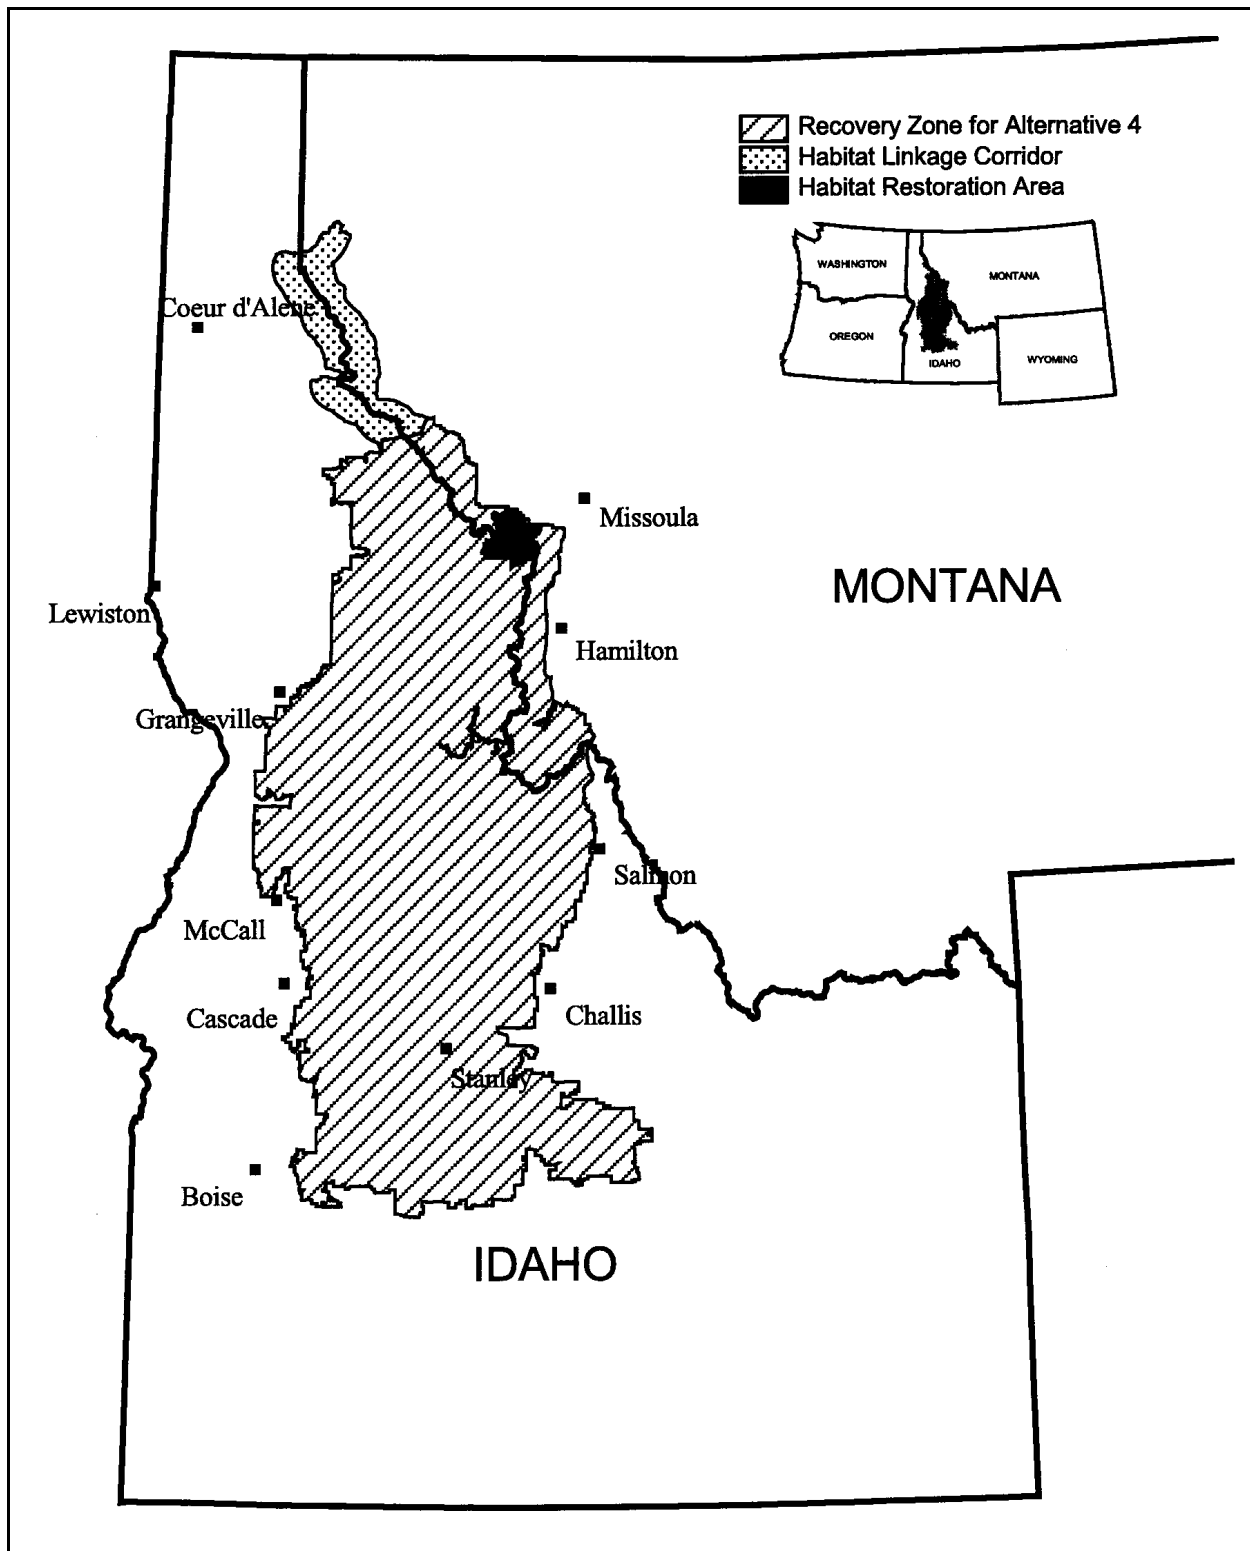 Recovery Zone for Alternative 4
Habitat Linkage Corridor
Habitat Restoration Area
WASHINGTON
MONTANA
OREGON
IDAHO
WYOMING
Coeur d'Alene
Missoula
MONTANA
Lewiston
Hamilton
Grangeville
Salmon
McCall
Cascade
Challis
Stanley
Boise
IDAHO